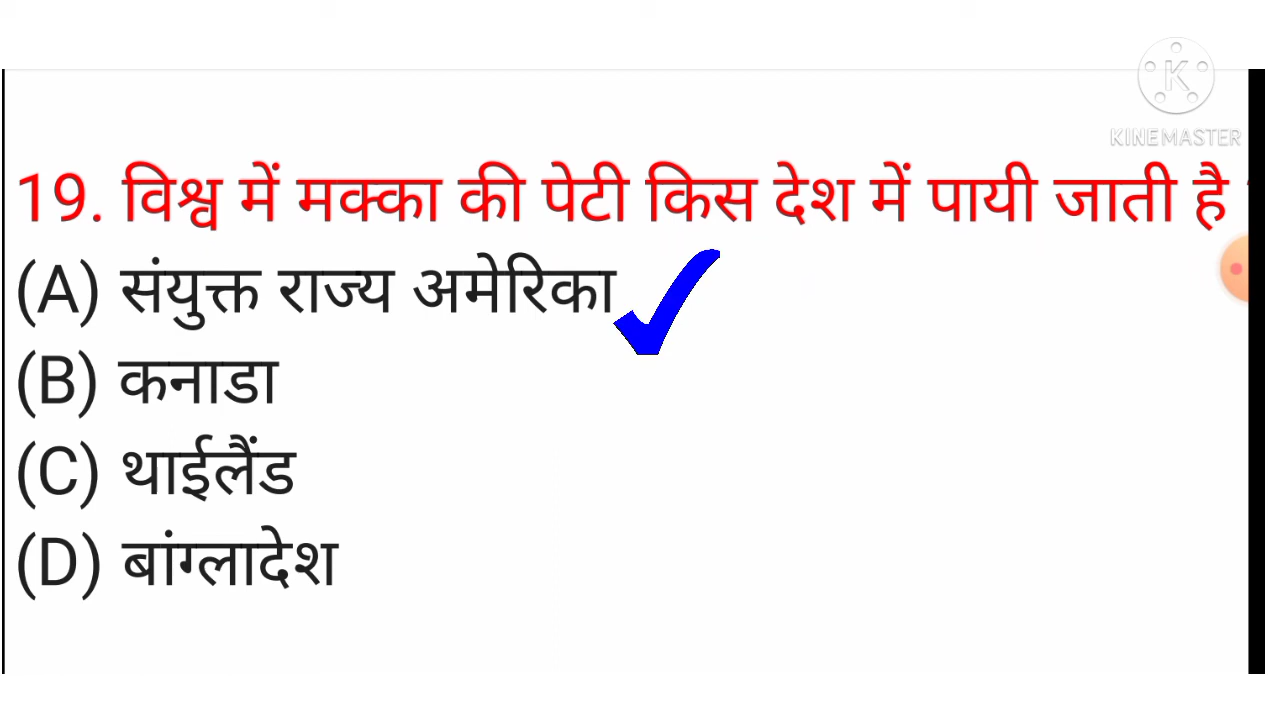 KINEMASTER
19. विश्व में मक्का की पेटी किस देश में पायी जाती है
(A) संयुक्त राज्य अमेरिका
(B) कनाडा
(C) थाईलैंड
(D) बांग्लादेश